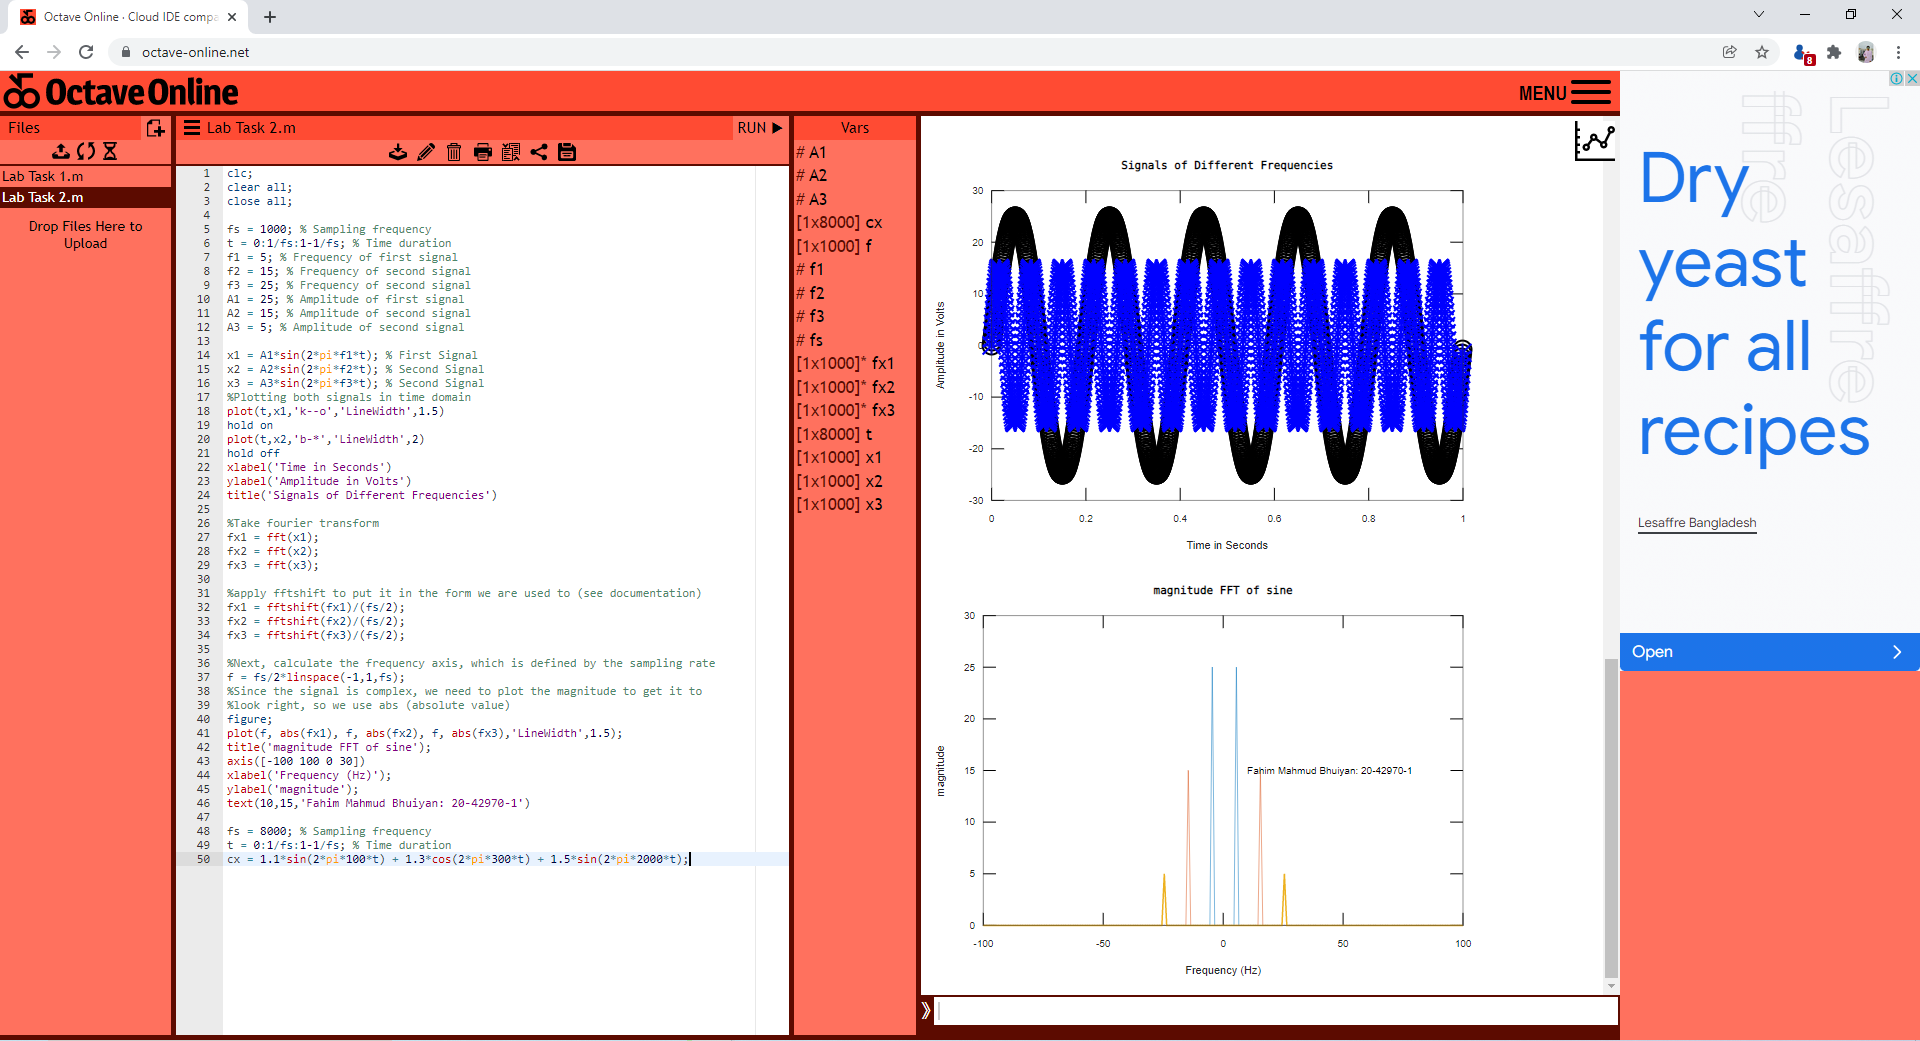 Octave Online · Cloud IDE compa
octave-online.net
8
Octave Online
MENU
Files
Lab Task 2.m
RUN
Vars
Lab Task 1.m
Lab Task 2.m
Drop Files Here to
Upload
1 clc;
2 clear all;
3 close all;
4
5 fs = 1000; % Sampling frequency
6 t = 0:1/fs:1-1/fs; % Time duration
7 f1 = 5; % Frequency of first signal
8 f2 = 15; % Frequency of second signal
9 f3 = 25; % Frequency of second signal
10 A1 = 25; % Amplitude of first signal
11 A2 = 15; % Amplitude of second signal
12 A3 = 5; % Amplitude of second signal
13
14 x1 = A1*sin(2*pi*f1*t); % First Signal
15 x2 = A2*sin(2*pi*f2*t); % Second Signal
16 x3 = A3*sin(2*pi*f3*t); % Second Signal
17 %Plotting both signals in time domain
18 plot(t,x1,'k--o','LineWidth',1.5)
19 hold on
20 plot(t,x2,'b-*','LineWidth',2)
21 hold off
22 xlabel('Time in Seconds')
23 ylabel('Amplitude in Volts')
24 title('Signals of Different Frequencies')
25
26 %Take fourier transform
27 fx1 = fft(x1);
28 fx2 = fft(x2);
29 fx3 = fft(x3);
30
31 %apply fftshift to put it in the form we are used to (see documentation)
32 fx1 = fftshift(fx1)/(fs/2);
33 fx2 = fftshift(fx2)/(fs/2);
34 fx3 = fftshift(fx3)/(fs/2);
35
36 %Next, calculate the frequency axis, which is defined by the sampling rate
37 f = fs/2*linspace(-1,1,fs);
38 %Since the signal is complex, we need to plot the magnitude to get it to
39 %look right, so we use abs (absolute value)
40 figure;
41 plot(f, abs(fx1), f, abs(fx2), f, abs(fx3),'LineWidth',1.5);
42 title('magnitude FFT of sine');
43 axis([-100 100 0 30])
44 xlabel('Frequency (Hz)');
45 ylabel('magnitude');
46 text(10,15,'Fahim Mahmud Bhuiyan: 20-42970-1')
47
48 fs = 8000; % Sampling frequency
49 t = 0:1/fs:1-1/fs; % Time duration
50 cx = 1.1*sin(2*pi*100*t) + 1.3*cos(2*pi*300*t) + 1.5*sin(2*pi*2000*t);
# A1
# A2
# A3
[1x8000] cx
[1x1000] f
# f1
# f2
# f3
# fs
[1x1000]* fx1
[1x1000]* fx2
[1x1000]* fx3
[1x8000] t
[1x1000] x1
[1x1000] x2
[1x1000] x3
Signals of Different Frequencies
30
20
10
0
-10
-20
-30
Amplitude in Volts
0 0.2 0.4 0.6 0.8 1
Time in Seconds
magnitude FFT of sine
30
25
20
15
10
5
0
magnitude
Fahim Mahmud Bhuiyan: 20-42970-1
-100 -50 0 50 100
Frequency (Hz)
Lesaffre
ffre
Dry
yeast
for all
recipes
Lesaffre Bangladesh
Open